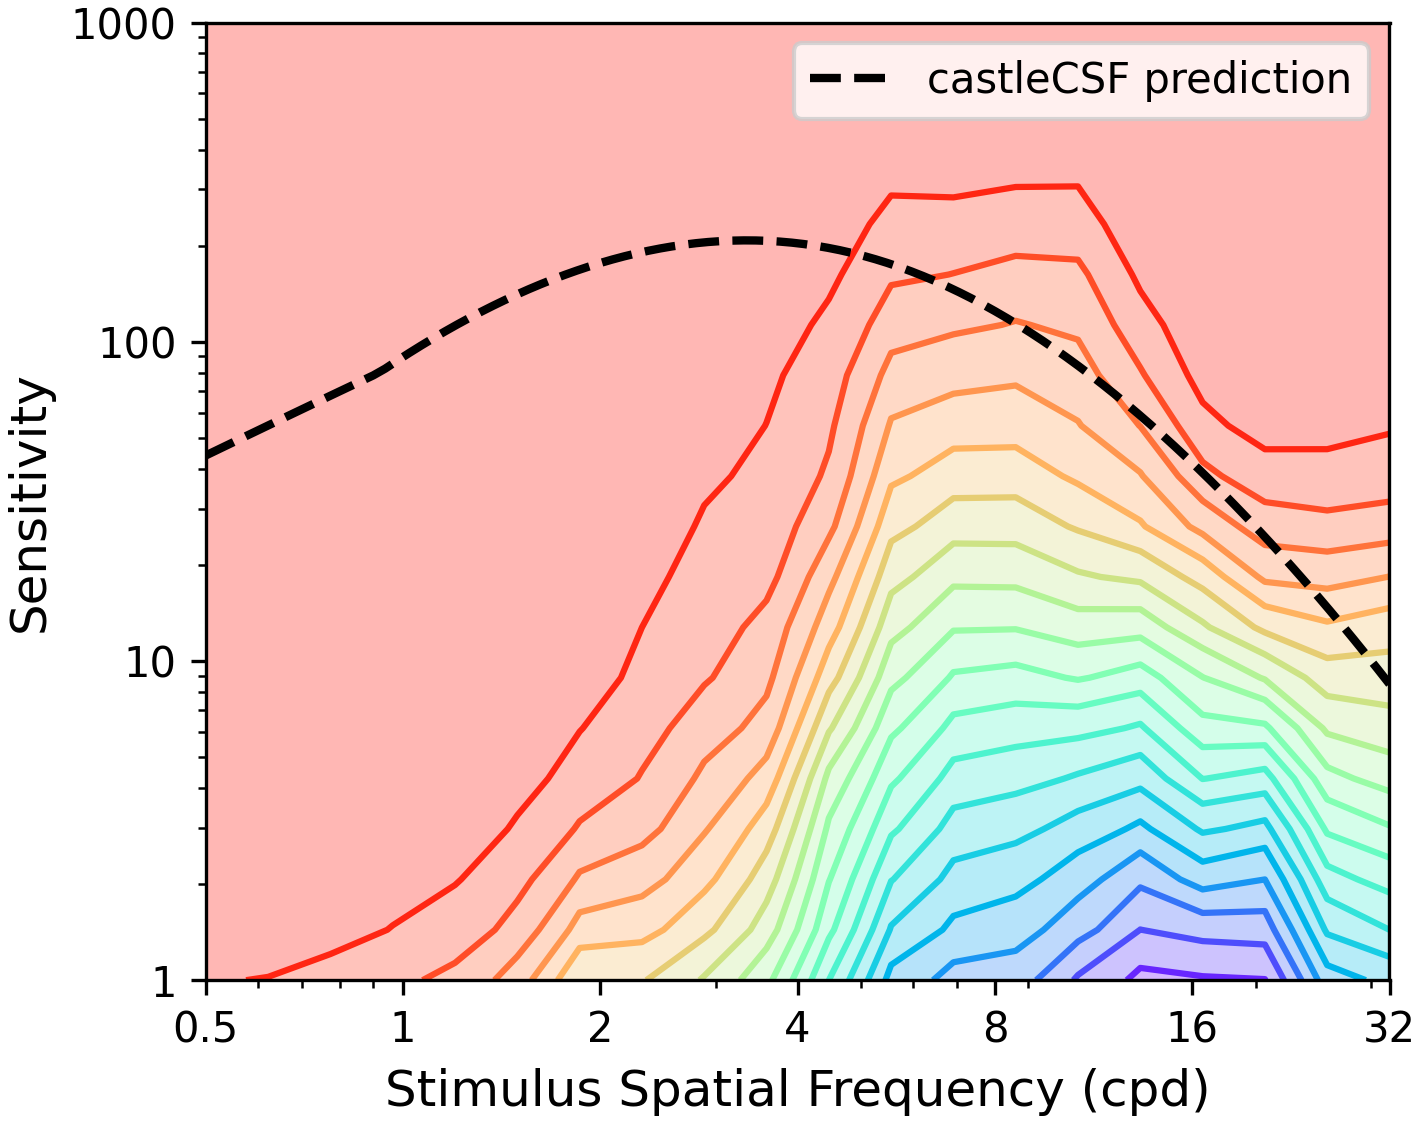 1000
castleCSF prediction
100
Sensitivity
10
1
0.5 1 2 4 8 16 32
Stimulus Spatial Frequency (cpd)